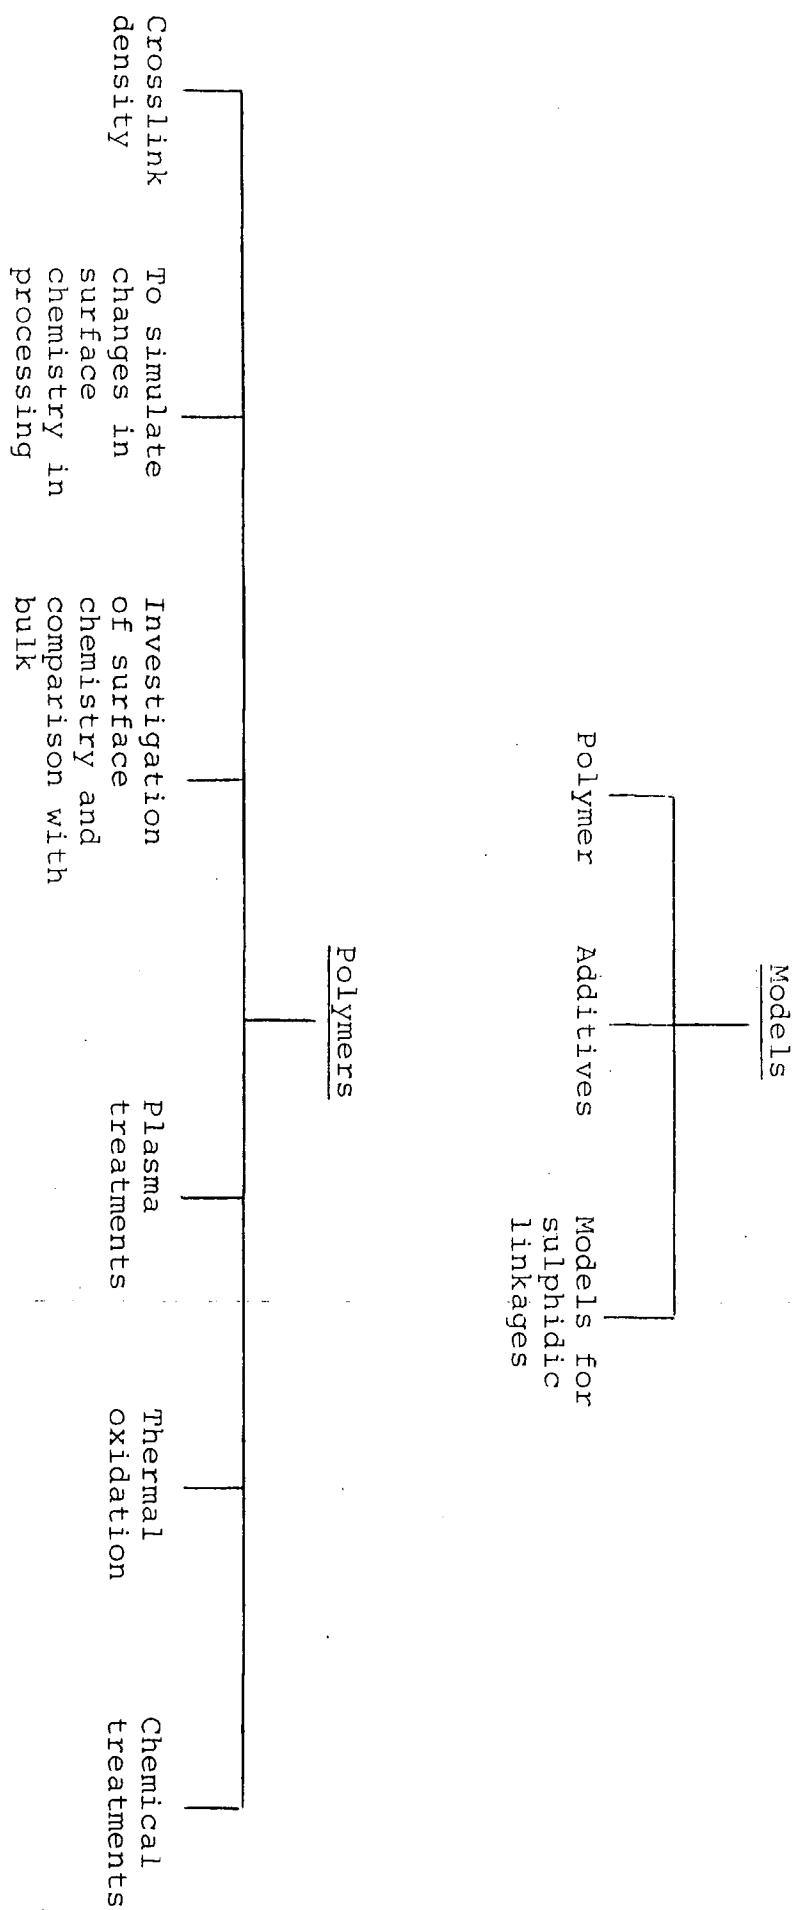 Models
Polymer
Additives
Models for
sulphidic
linkages
Polymers
Crosslink
density
To simulate
changes in
surface
chemistry in
processing
Investigation
of surface
chemistry and
comparison with
bulk
Plasma
treatments
Thermal
oxidation
Chemical
treatments